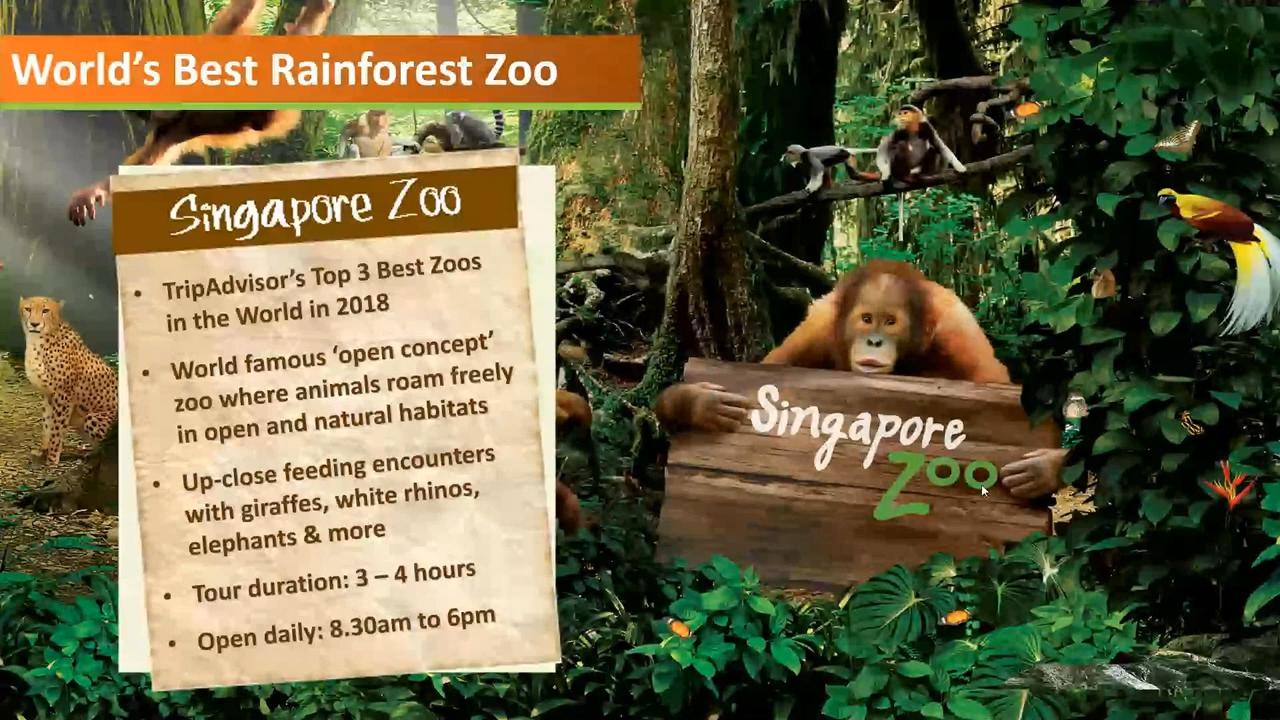 World's Best Rainforest Zoo
Singapore Zoo
• TripAdvisor's Top 3 Best Zoos
in the World in 2018
• World famous 'open concept'
zoo where animals roam freely
in open and natural habitats
• Up-close feeding encounters
with giraffes, white rhinos,
elephants & more
• Tour duration: 3 – 4 hours
• Open daily: 8.30am to 6pm
Singapore
Zoo